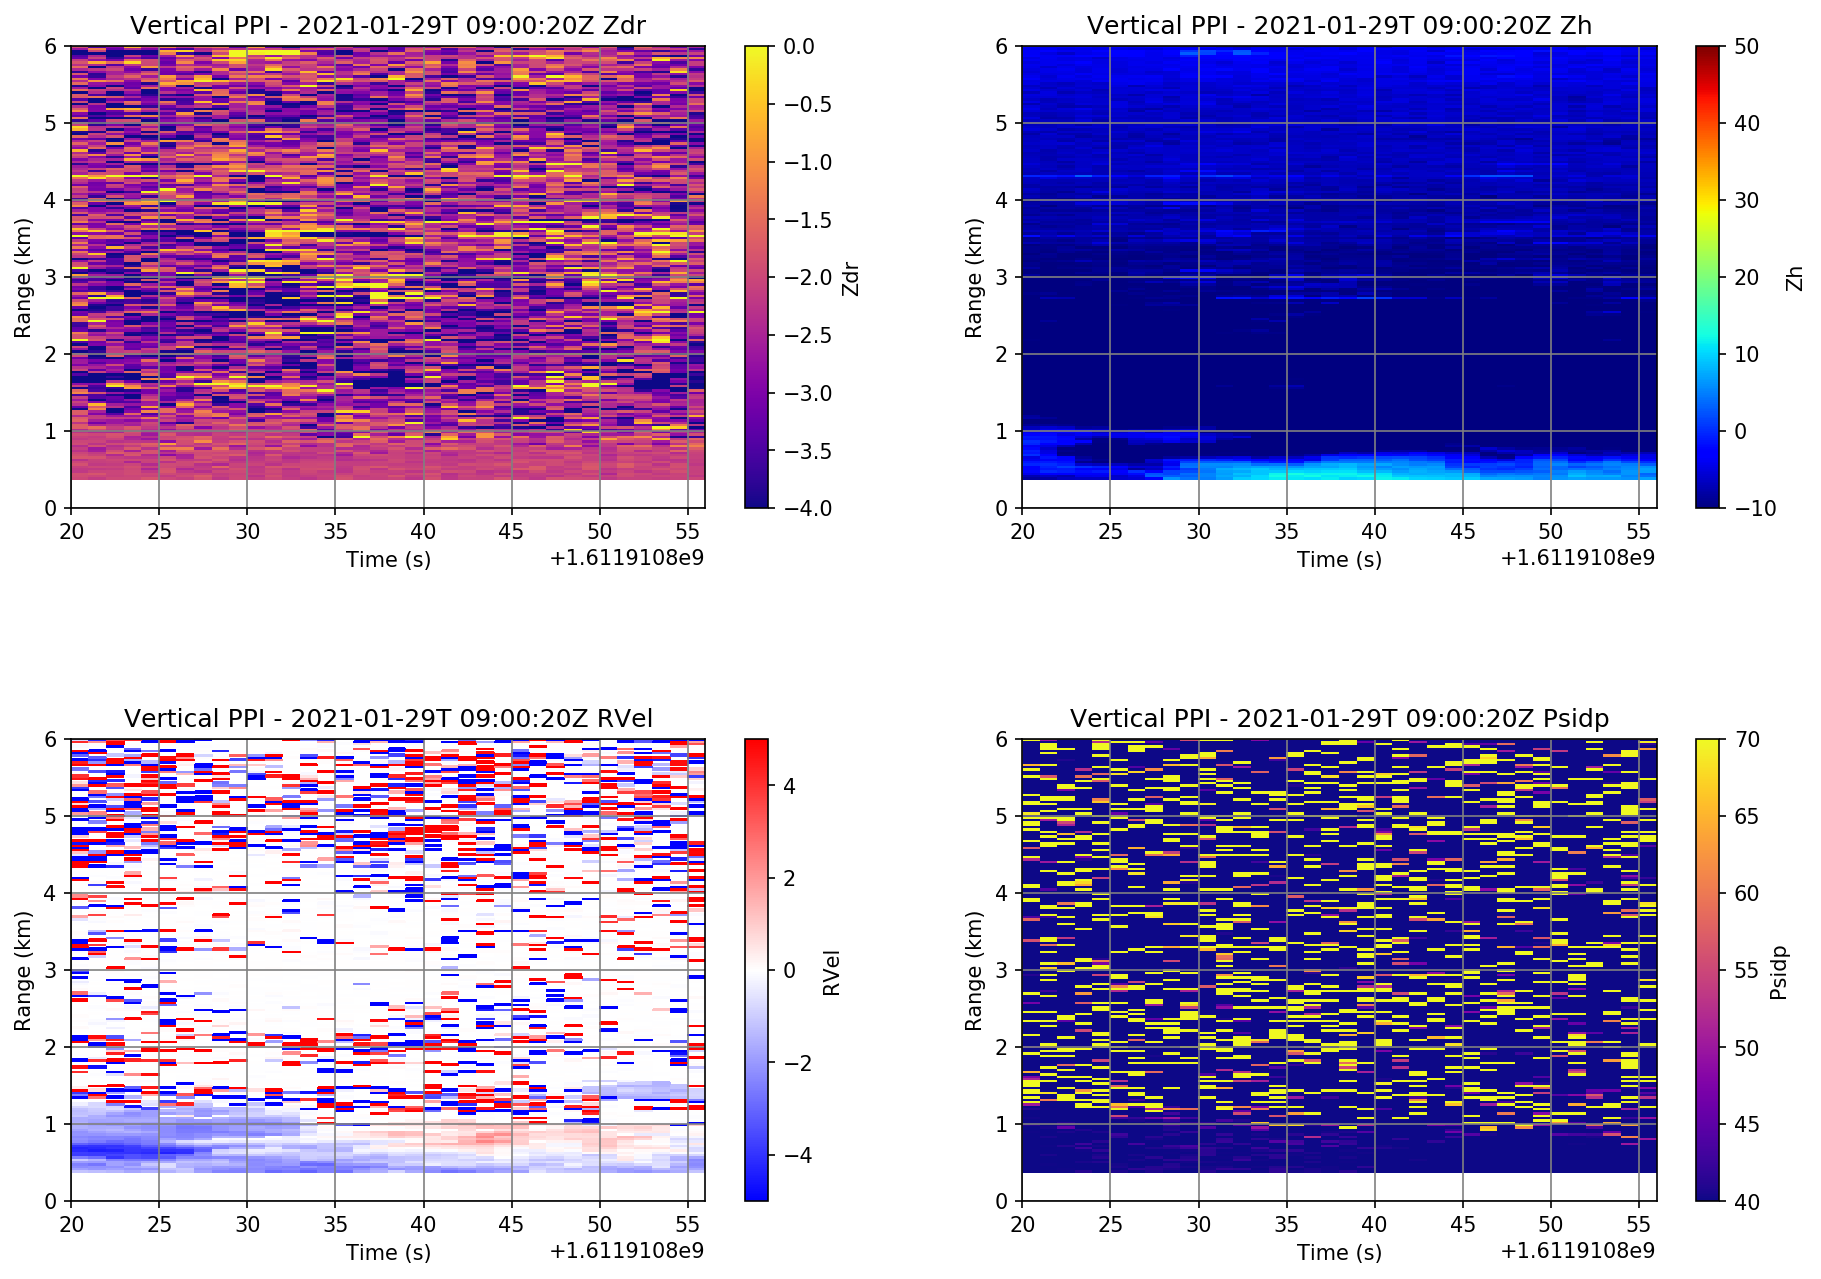 Vertical PPI - 2021-01-29T 09:00:20Z Zdr
6
5
4
3
2
1
0
Range (km)
20 25 30 35 40 45 50 55
Time (s)
+1.6119108e9
0.0
−0.5
−1.0
−1.5
−2.0
−2.5
−3.0
−3.5
−4.0
Zdr
Vertical PPI - 2021-01-29T 09:00:20Z Zh
6
5
4
3
2
1
0
Range (km)
20 25 30 35 40 45 50 55
Time (s)
+1.6119108e9
50
40
30
20
10
0
−10
Zh
Vertical PPI - 2021-01-29T 09:00:20Z RVel
6
5
4
3
2
1
0
Range (km)
20 25 30 35 40 45 50 55
Time (s)
+1.6119108e9
4
2
0
−2
−4
RVel
Vertical PPI - 2021-01-29T 09:00:20Z Psidp
6
5
4
3
2
1
0
Range (km)
20 25 30 35 40 45 50 55
Time (s)
+1.6119108e9
70
65
60
55
50
45
40
Psidp